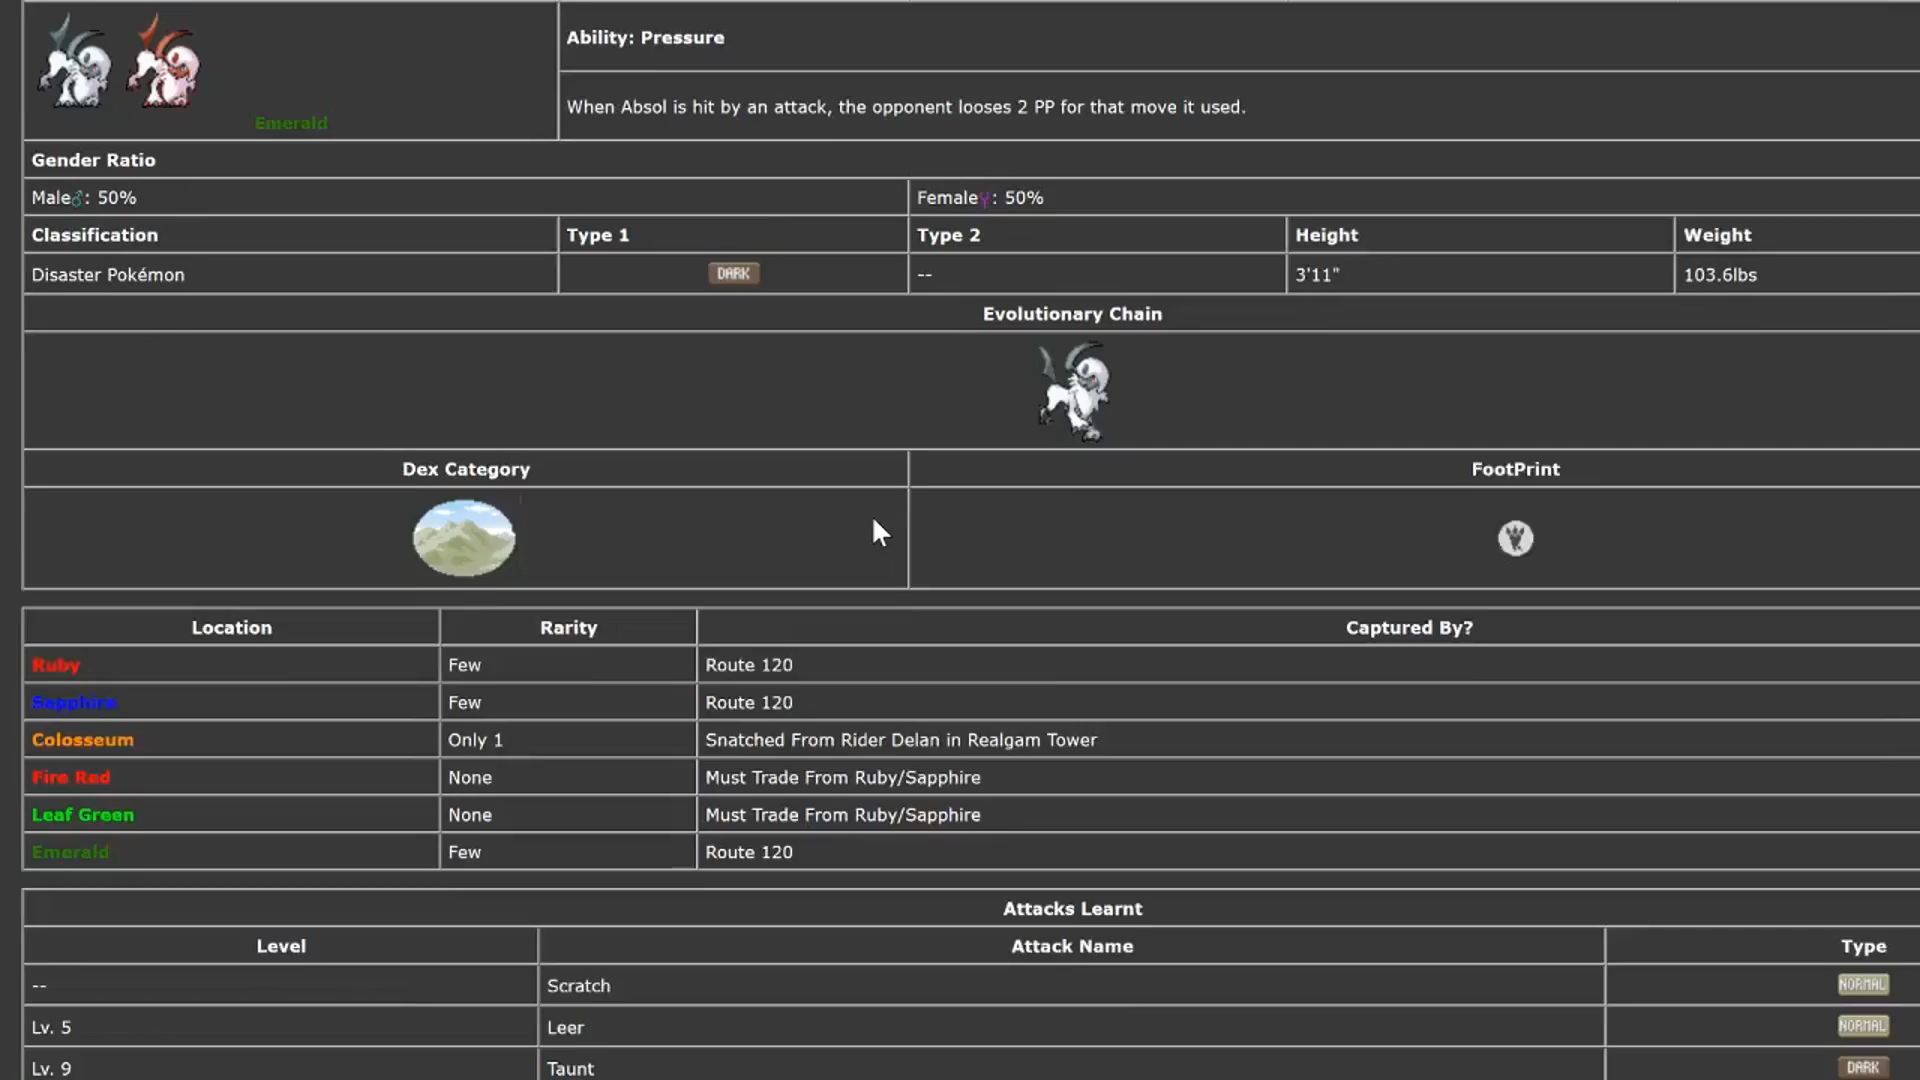 Ability: Pressure
When Absol is hit by an attack, the opponent looses 2 PP for that move it used.
Emerald
Gender Ratio
Male♂: 50% Female♀: 50%
Classification Type 1 Type 2 Height Weight
Disaster Pokémon DARK -- 3'11" 103.6lbs
Evolutionary Chain
Dex Category FootPrint
Location Rarity Captured By?
Ruby Few Route 120
Sapphire Few Route 120
Colosseum Only 1 Snatched From Rider Delan in Realgam Tower
Fire Red None Must Trade From Ruby/Sapphire
Leaf Green None Must Trade From Ruby/Sapphire
Emerald Few Route 120
Attacks Learnt
Level Attack Name Type
-- Scratch NORMAL
Lv. 5 Leer NORMAL
Lv. 9 Taunt DARK